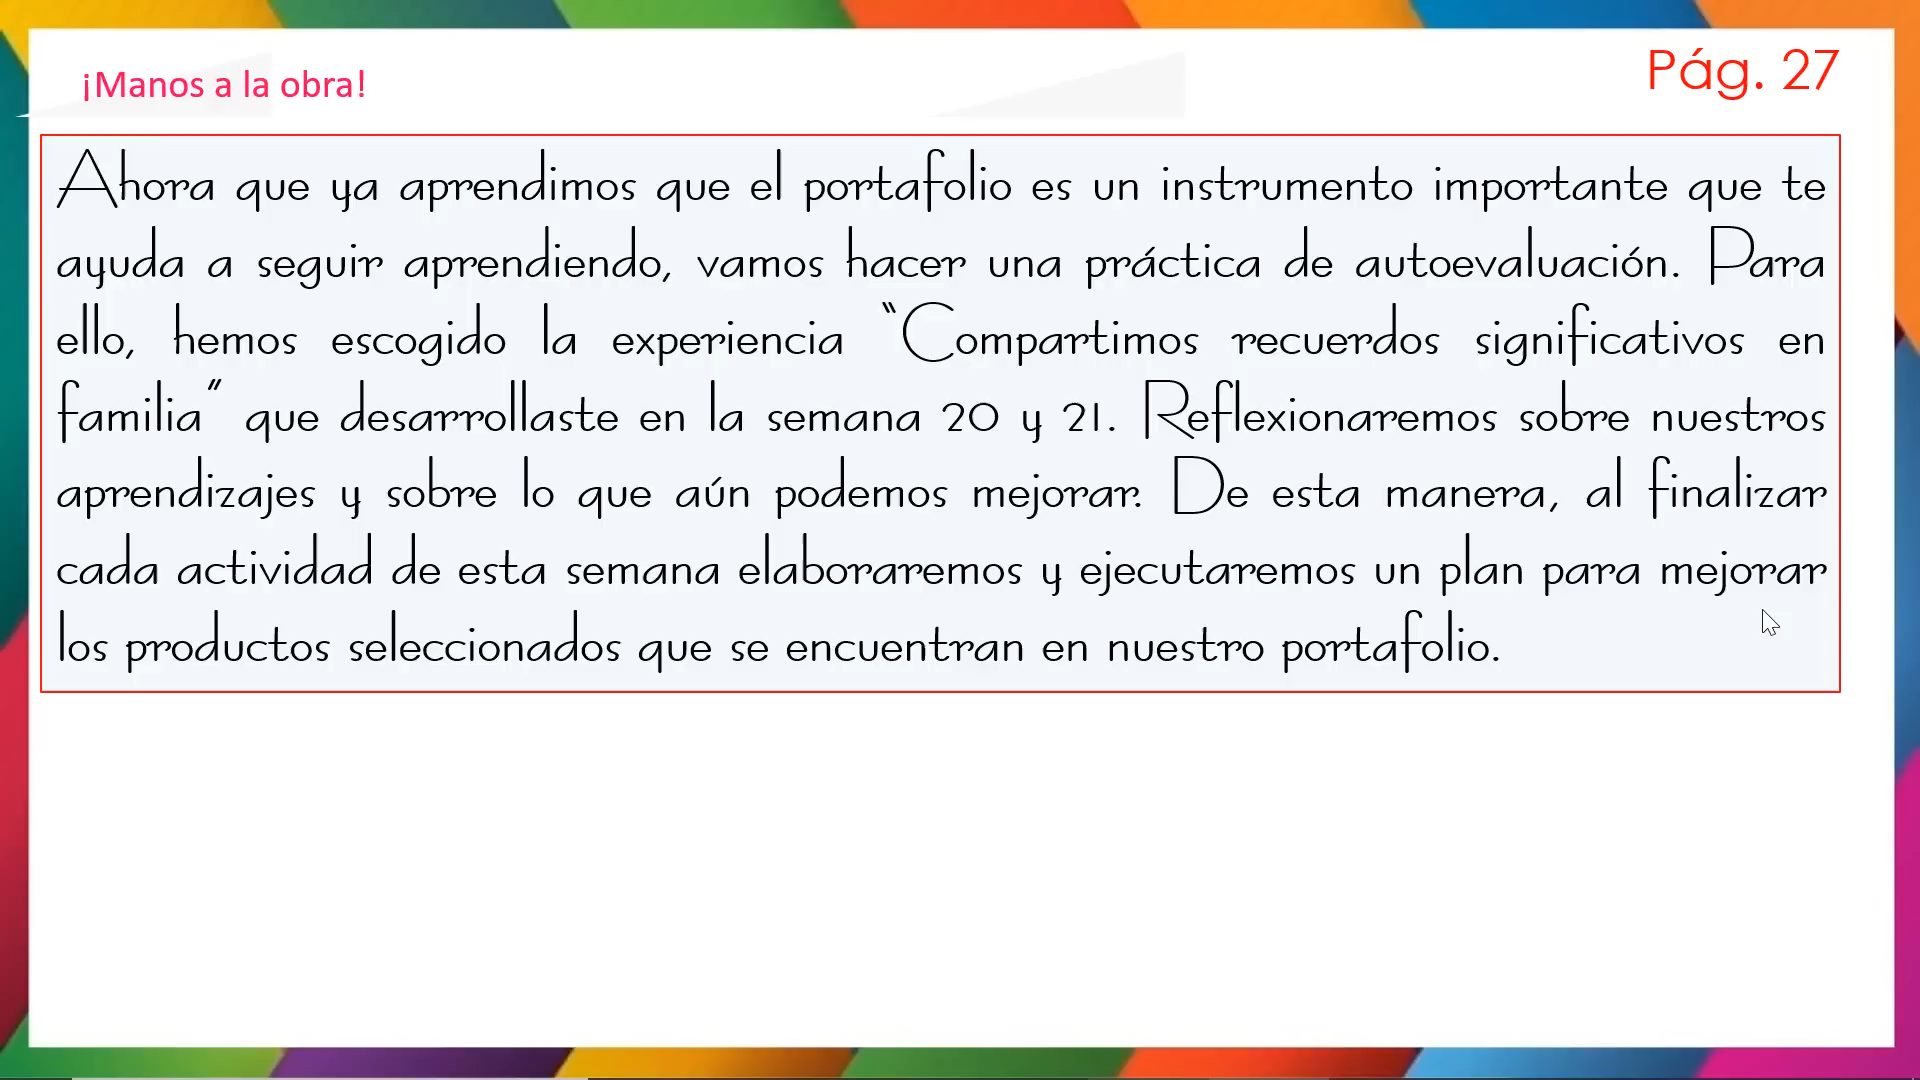 ¡Manos a la obra!
Pág. 27
Ahora que ya aprendimos que el portafolio es un instrumento importante que te
ayuda a seguir aprendiendo, vamos hacer una práctica de autoevaluación. Para
ello, hemos escogido la experiencia “Compartimos recuerdos significativos en
familia” que desarrollaste en la semana 20 y 21. Reflexionaremos sobre nuestros
aprendizajes y sobre lo que aún podemos mejorar. De esta manera, al finalizar
cada actividad de esta semana elaboraremos y ejecutaremos un plan para mejorar
los productos seleccionados que se encuentran en nuestro portafolio.